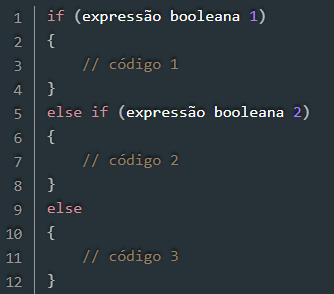 1 if (expressão booleana 1)
2 {
3 // código 1
4 }
5 else if (expressão booleana 2)
6 {
7 // código 2
8 }
9 else
10 {
11 // código 3
12 }